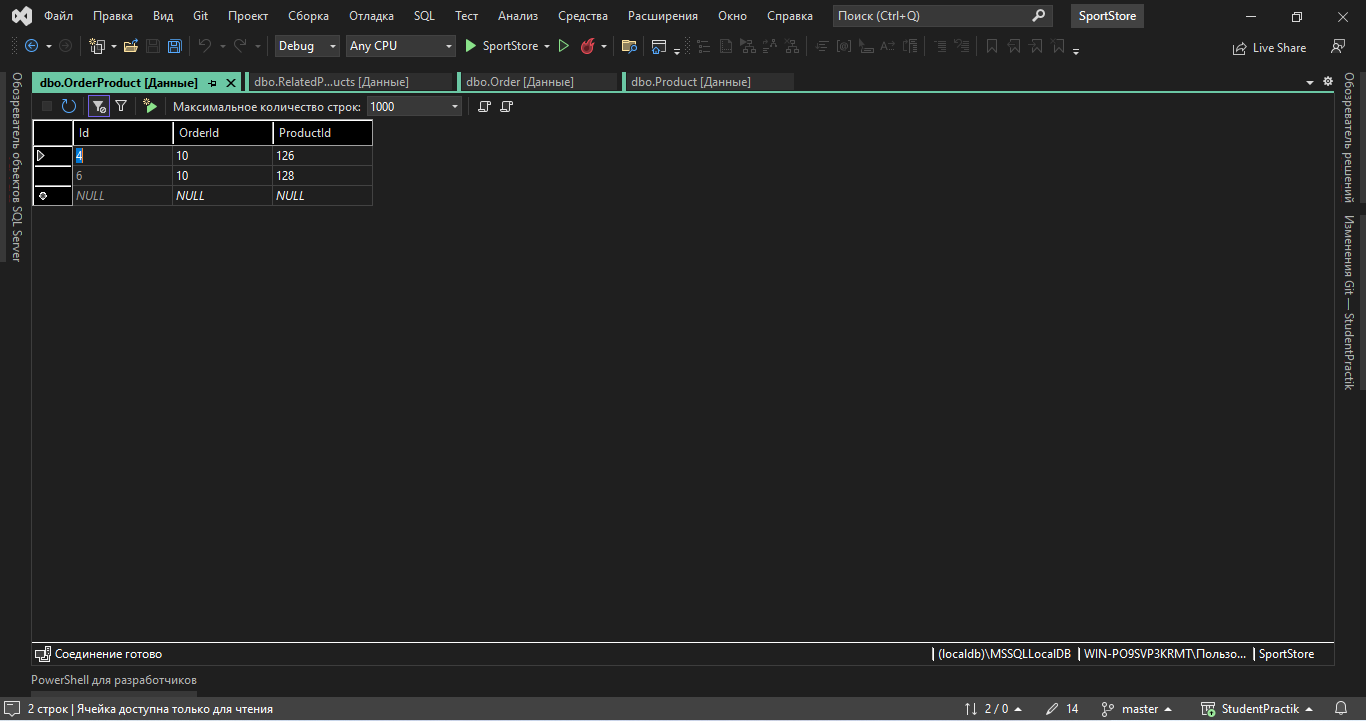 Файл Правка Вид Git Проект Сборка Отладка SQL Тест Анализ Средства Расширения Окно Справка Поиск (Ctrl+Q) SportStore
Debug Any CPU SportStore Live Share
dbo.OrderProduct [Данные] dbo.RelatedP...ucts [Данные] dbo.Order [Данные] dbo.Product [Данные]
Максимальное количество строк: 1000
Id OrderId ProductId
4 10 126
6 10 128
NULL NULL NULL
Обозреватель объектов SQL Server
Обозреватель решений
Изменения Git — StudentPractik
Соединение готово (localdb)\MSSQLLocalDB WIN-PO9SVP3KRMT\Пользо... SportStore
PowerShell для разработчиков
2 строк | Ячейка доступна только для чтения 2 / 0 14 master StudentPractik